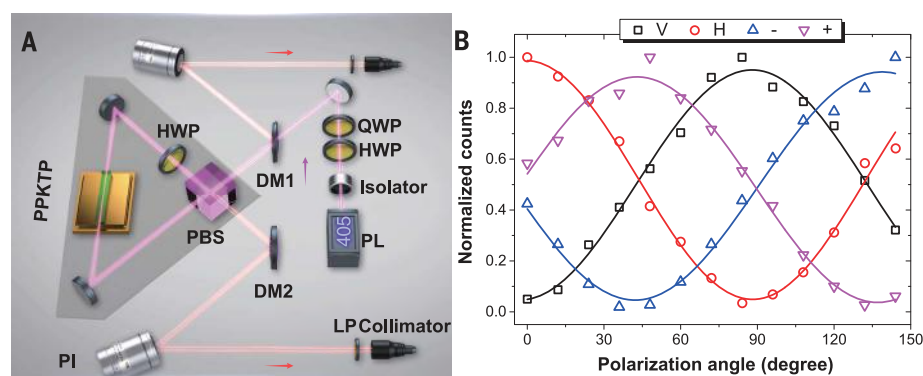 A
HWP
PPKTP
PBS
DM1
QWP
HWP
Isolator
405
PL
DM2
LP Collimator
PI
B
V H - +
Normalized counts
1.0
0.8
0.6
0.4
0.2
0.0
0 30 60 90 120 150
Polarization angle (degree)